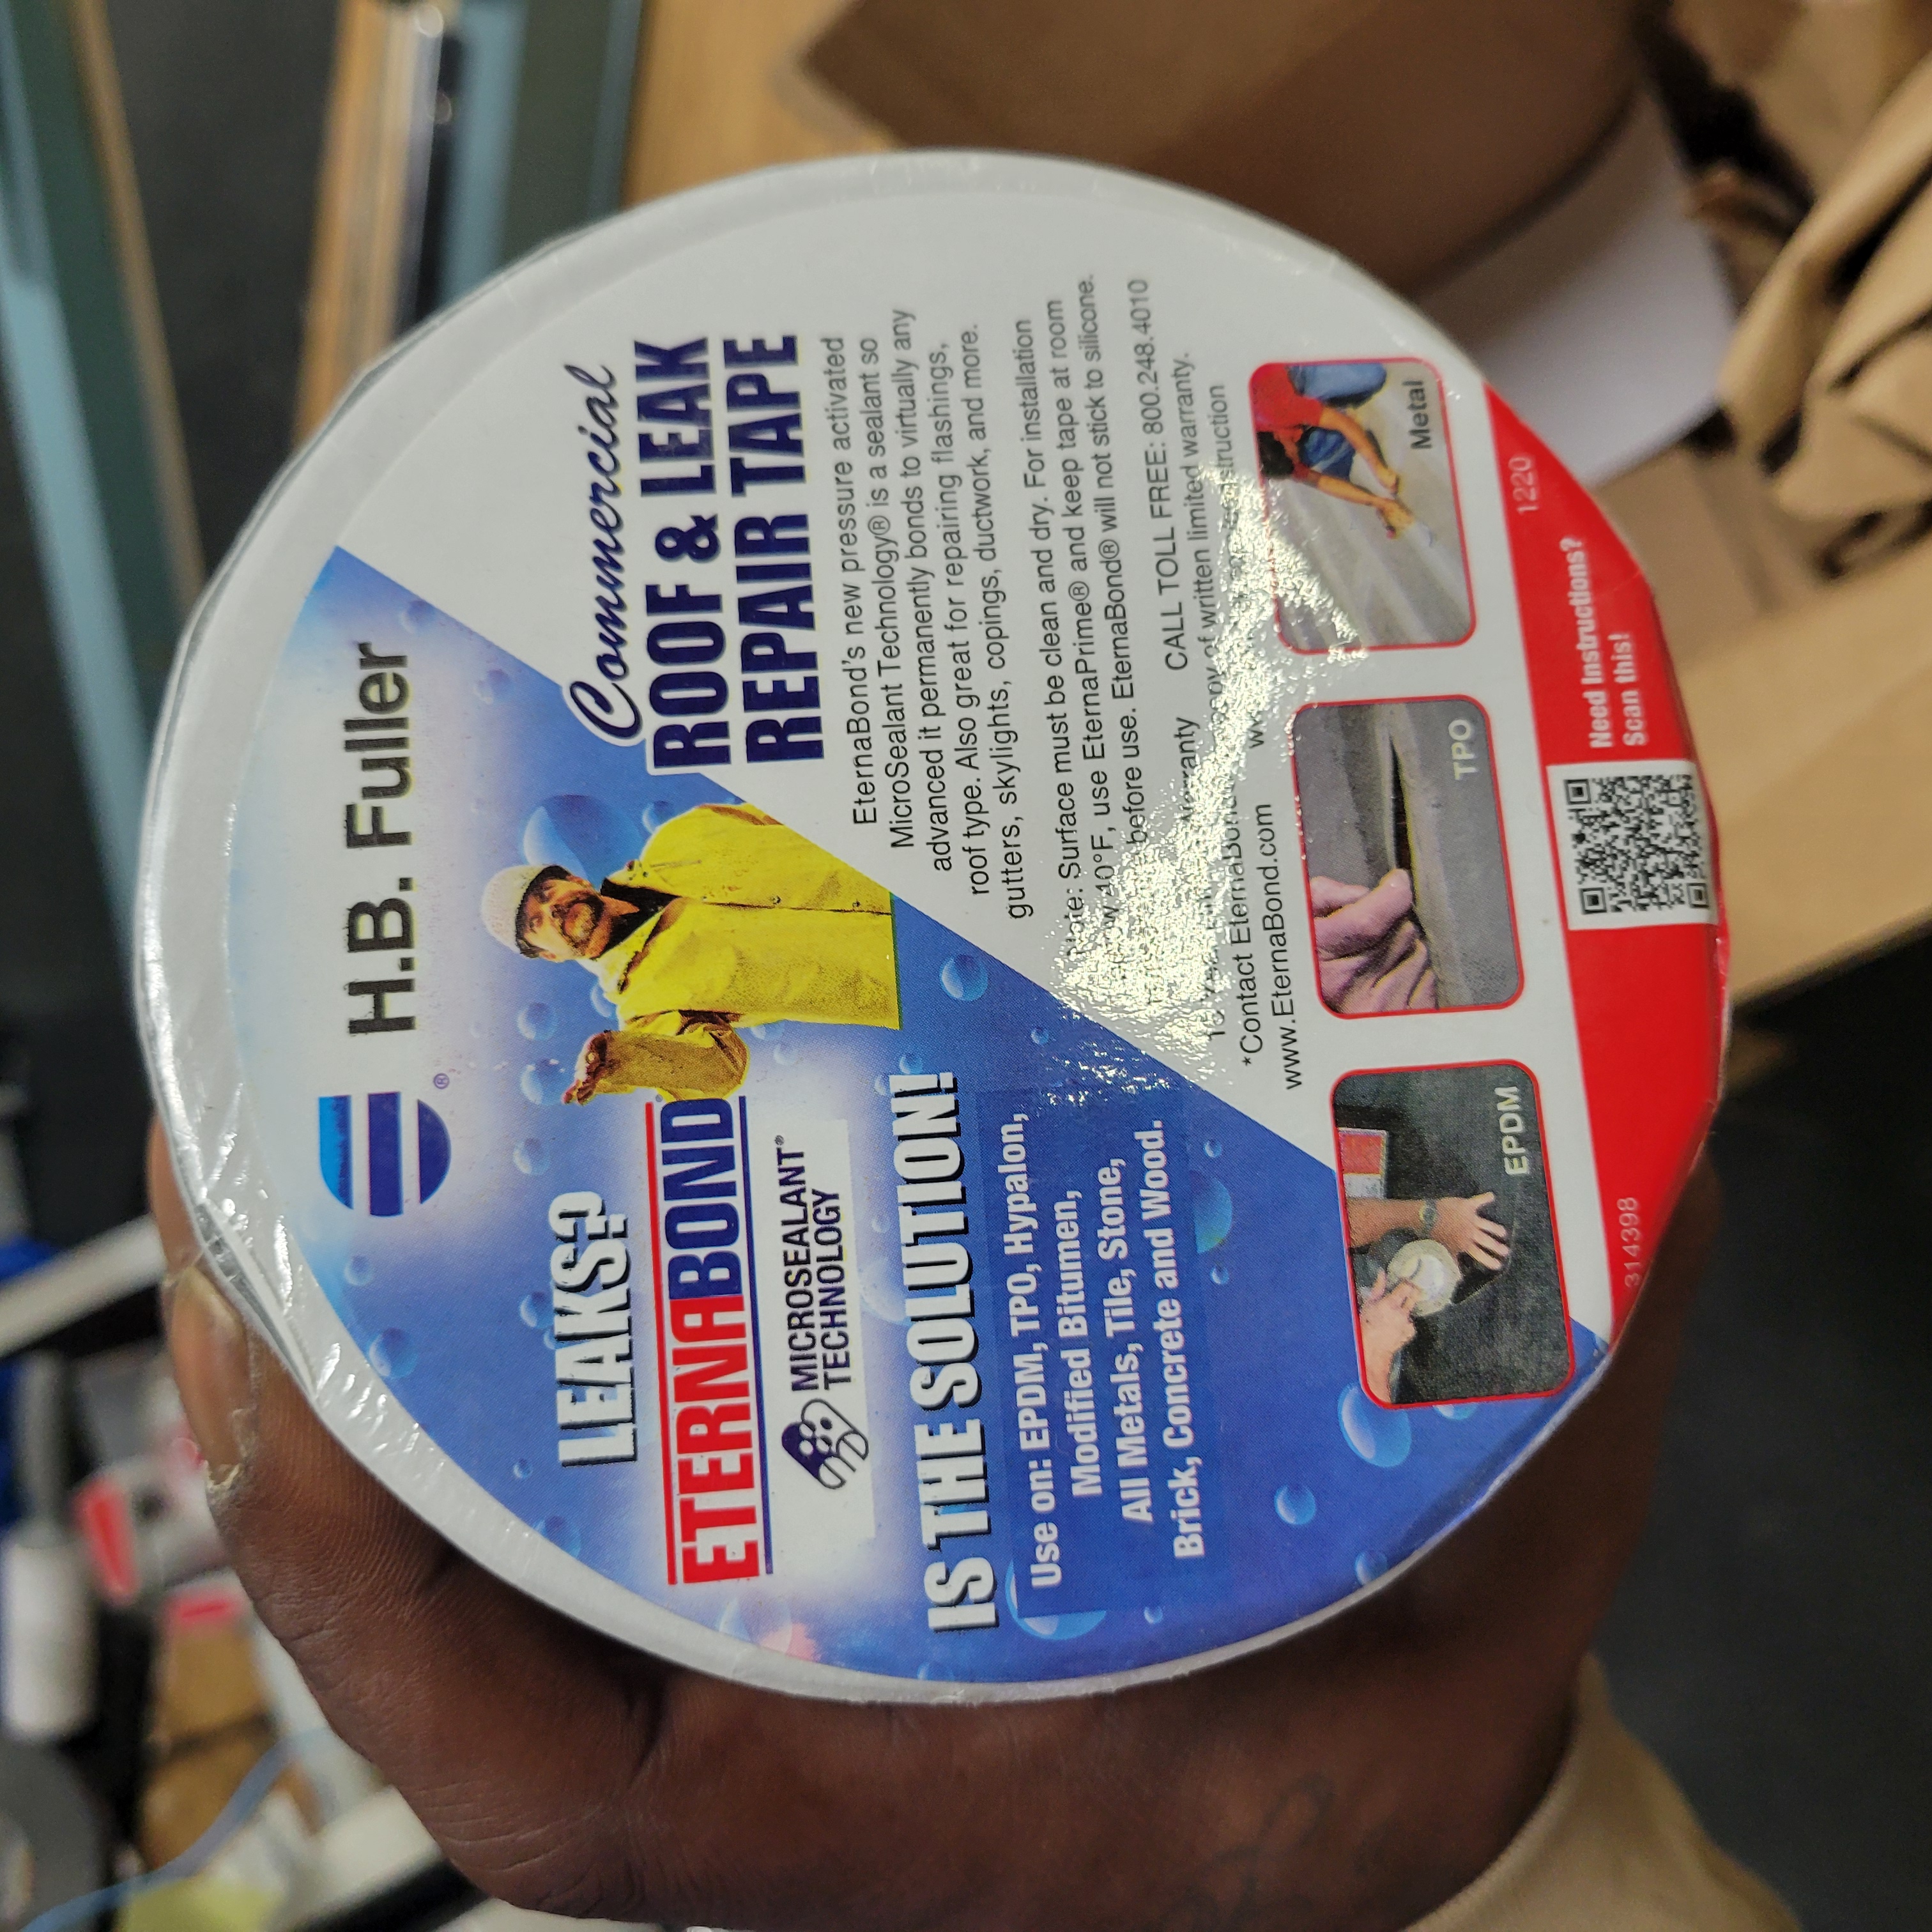 H.B. Fuller
®
LEAKS?
ETERNABOND®
MICROSEALANT®
TECHNOLOGY
IS THE SOLUTION!
Use on: EPDM, TPO, Hypalon,
Modified Bitumen,
All Metals, Tile, Stone,
Brick, Concrete and Wood.
Commercial
ROOF & LEAK
REPAIR TAPE
EternaBond's new pressure activated
MicroSealant Technology® is a sealant so
advanced it permanently bonds to virtually any
roof type. Also great for repairing flashings,
gutters, skylights, copings, ductwork, and more.
Note: Surface must be clean and dry. For installation
40°F, use EternaPrime® and keep tape at room
before use. EternaBond® will not stick to silicone.
CALL TOLL FREE: 800.248.4010
of written limited warranty.
*Contact EternaBond
www.EternaBond.com
EPDM
TPO
Metal
314398
Need Instructions?
Scan this!
1220